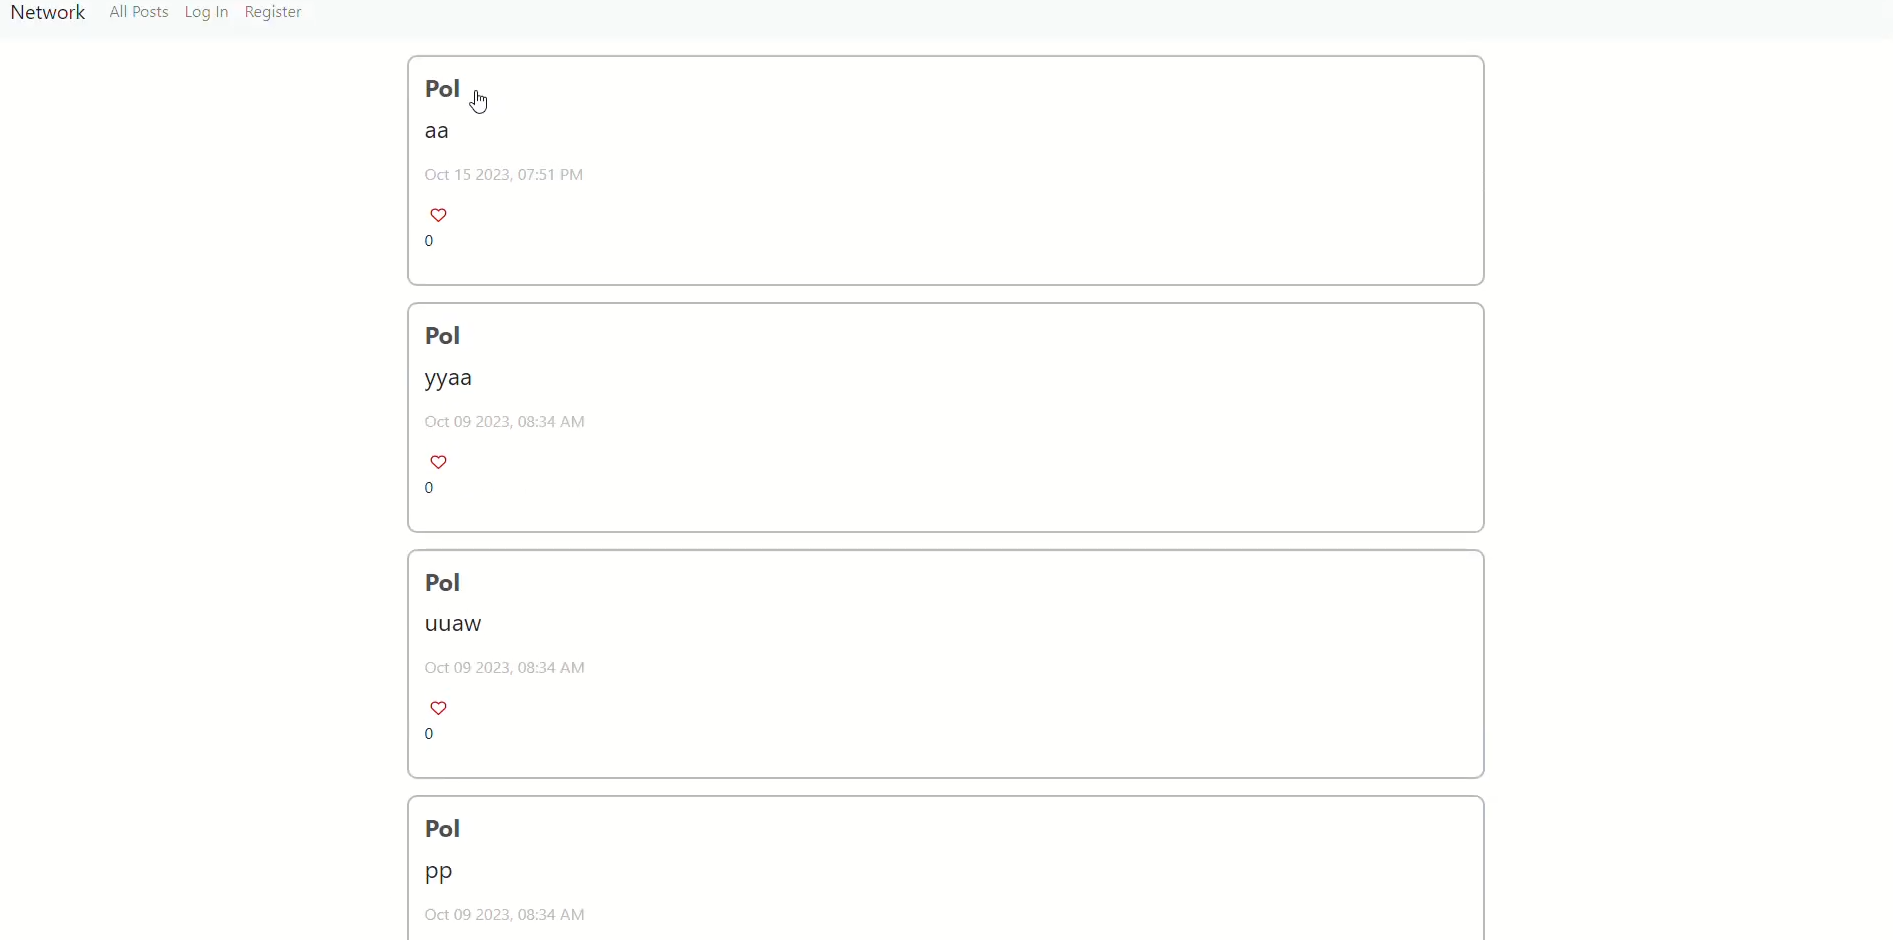 Network All Posts Log In Register
Pol
aa
Oct 15 2023, 07:51 PM
0
Pol
yyaa
Oct 09 2023, 08:34 AM
0
Pol
uuaw
Oct 09 2023, 08:34 AM
0
Pol
pp
Oct 09 2023, 08:34 AM